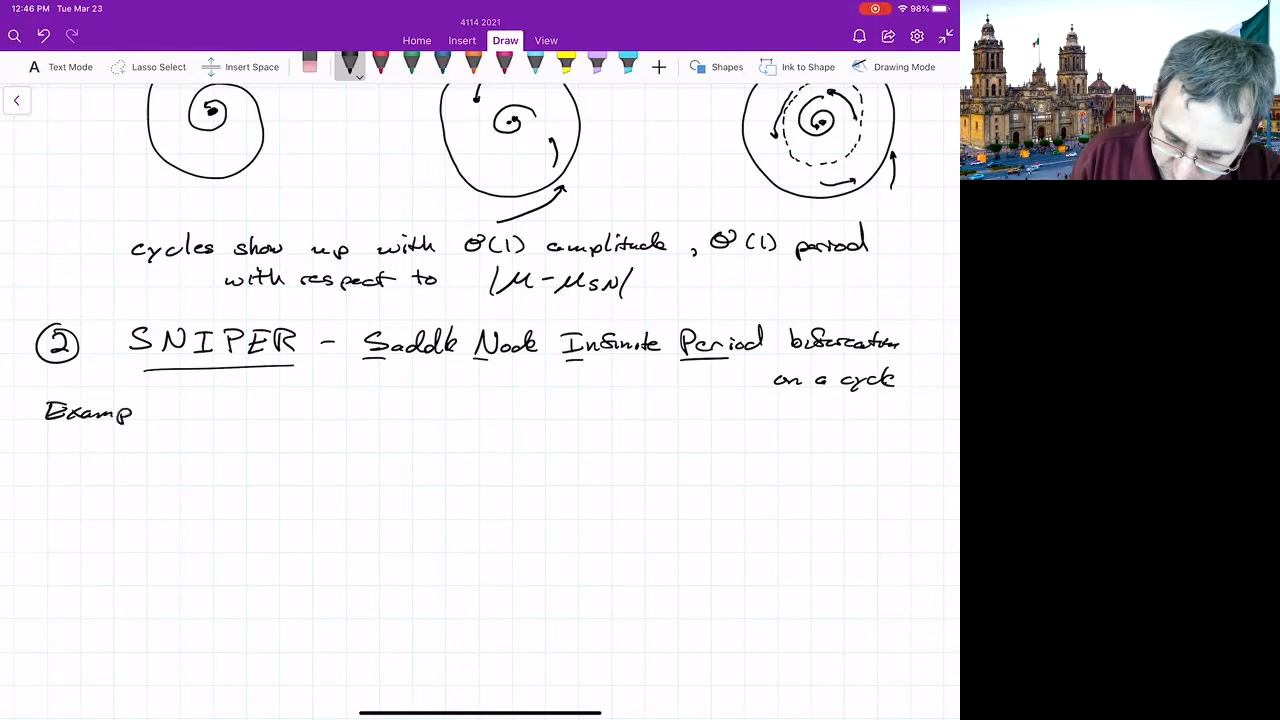 12:46 PM Tue Mar 23
98%
4114 2021
Home Insert Draw View
Text Mode Lasso Select Insert Space Shapes Ink to Shape Drawing Mode
cycles show up with O(1) amplitude, O(1) period
with respect to |μ-μSN|
② SNIPER - Saddle Node Infinite Period bifurcation
on a cycle
Examp